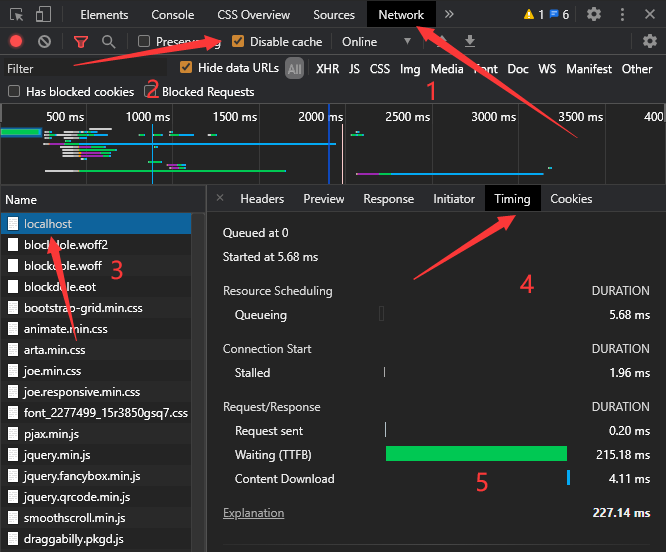 Elements Console CSS Overview Sources Network » 1 6
Disable cache Online
Filter Hide data URLs All XHR JS CSS Img Media Font Doc WS Manifest Other
Has blocked cookies 2 Blocked Requests 1
500 ms 1000 ms 1500 ms 2000 ms 2500 ms 3000 ms 3500 ms 400
Name
× Headers Preview Response Initiator Timing Cookies
localhost
blockdole.woff2
blockdole.woff
blockdole.eot
bootstrap-grid.min.css
animate.min.css
arta.min.css
joe.min.css
joe.responsive.min.css
font_2277499_15r3850gsq7.css
pjax.min.js
jquery.min.js
jquery.fancybox.min.js
jquery.qrcode.min.js
smoothscroll.min.js
draggabilly.pkgd.js
3
Queued at 0
Started at 5.68 ms
4
Resource Scheduling DURATION
Queueing 5.68 ms
Connection Start DURATION
Stalled 1.96 ms
Request/Response DURATION
Request sent 0.20 ms
Waiting (TTFB) 215.18 ms
Content Download 4.11 ms
5
Explanation 227.14 ms